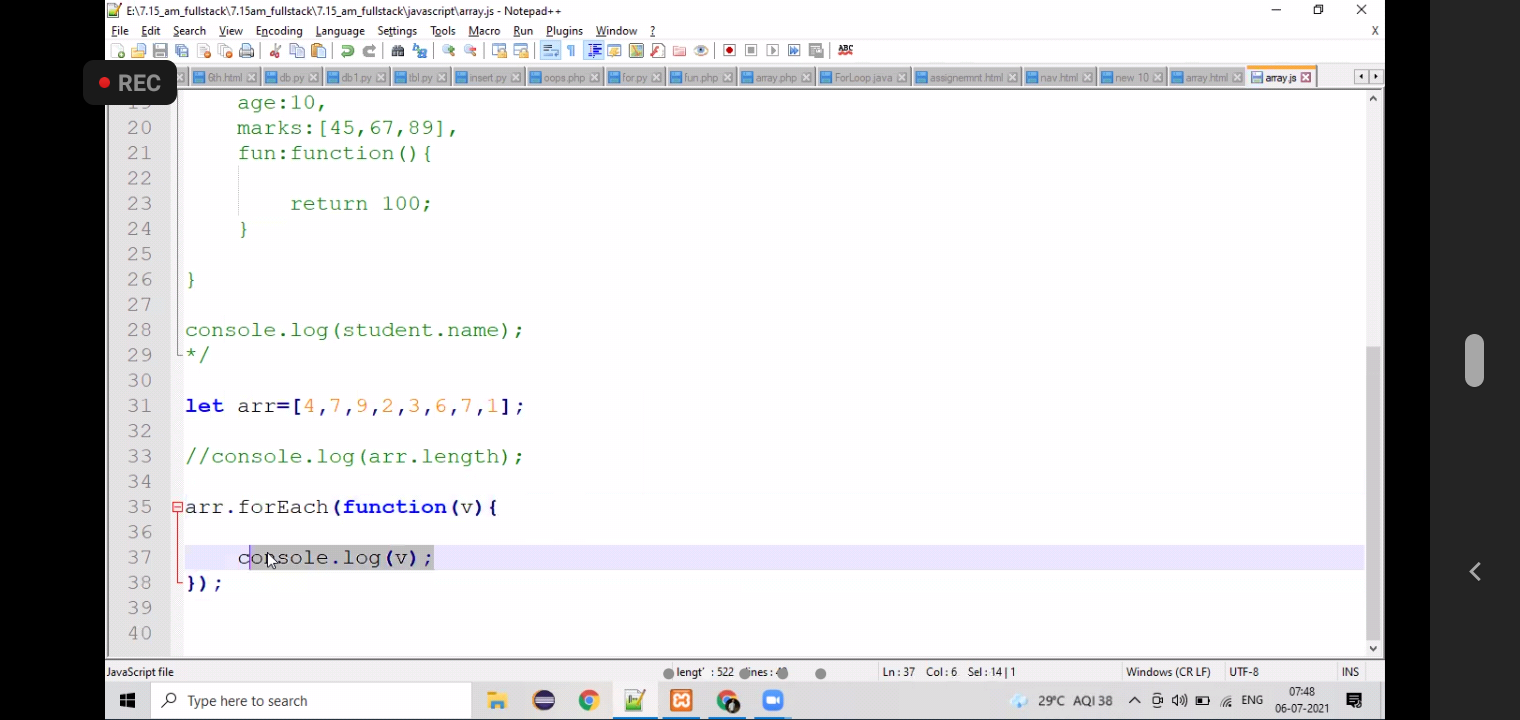 E:\7.15_am_fullstack\7.15am_fullstack\7.15_am_fullstack\javascript\array.js - Notepad++
File Edit Search View Encoding Language Settings Tools Macro Run Plugins Window ? X
ABC
REC
6th.html db.py db1.py tbl.py insert.py oops.php for.py fun.php array.php ForLoop.java assignemnt.html nav.html new 10 array.html array.js
19 age:10,
20 marks:[45,67,89],
21 fun:function(){
22
23 return 100;
24 }
25
26 }
27
28 console.log(student.name);
29 */
30
31 let arr=[4,7,9,2,3,6,7,1];
32
33 //console.log(arr.length);
34
35 arr.forEach(function(v){
36
37 console.log(v);
38 });
39
40
JavaScript file lengt : 522 ines: Ln:37 Col:6 Sel:14|1 Windows (CR LF) UTF-8 INS
Type here to search 29°C AQI 38 ENG 07:48
06-07-2021